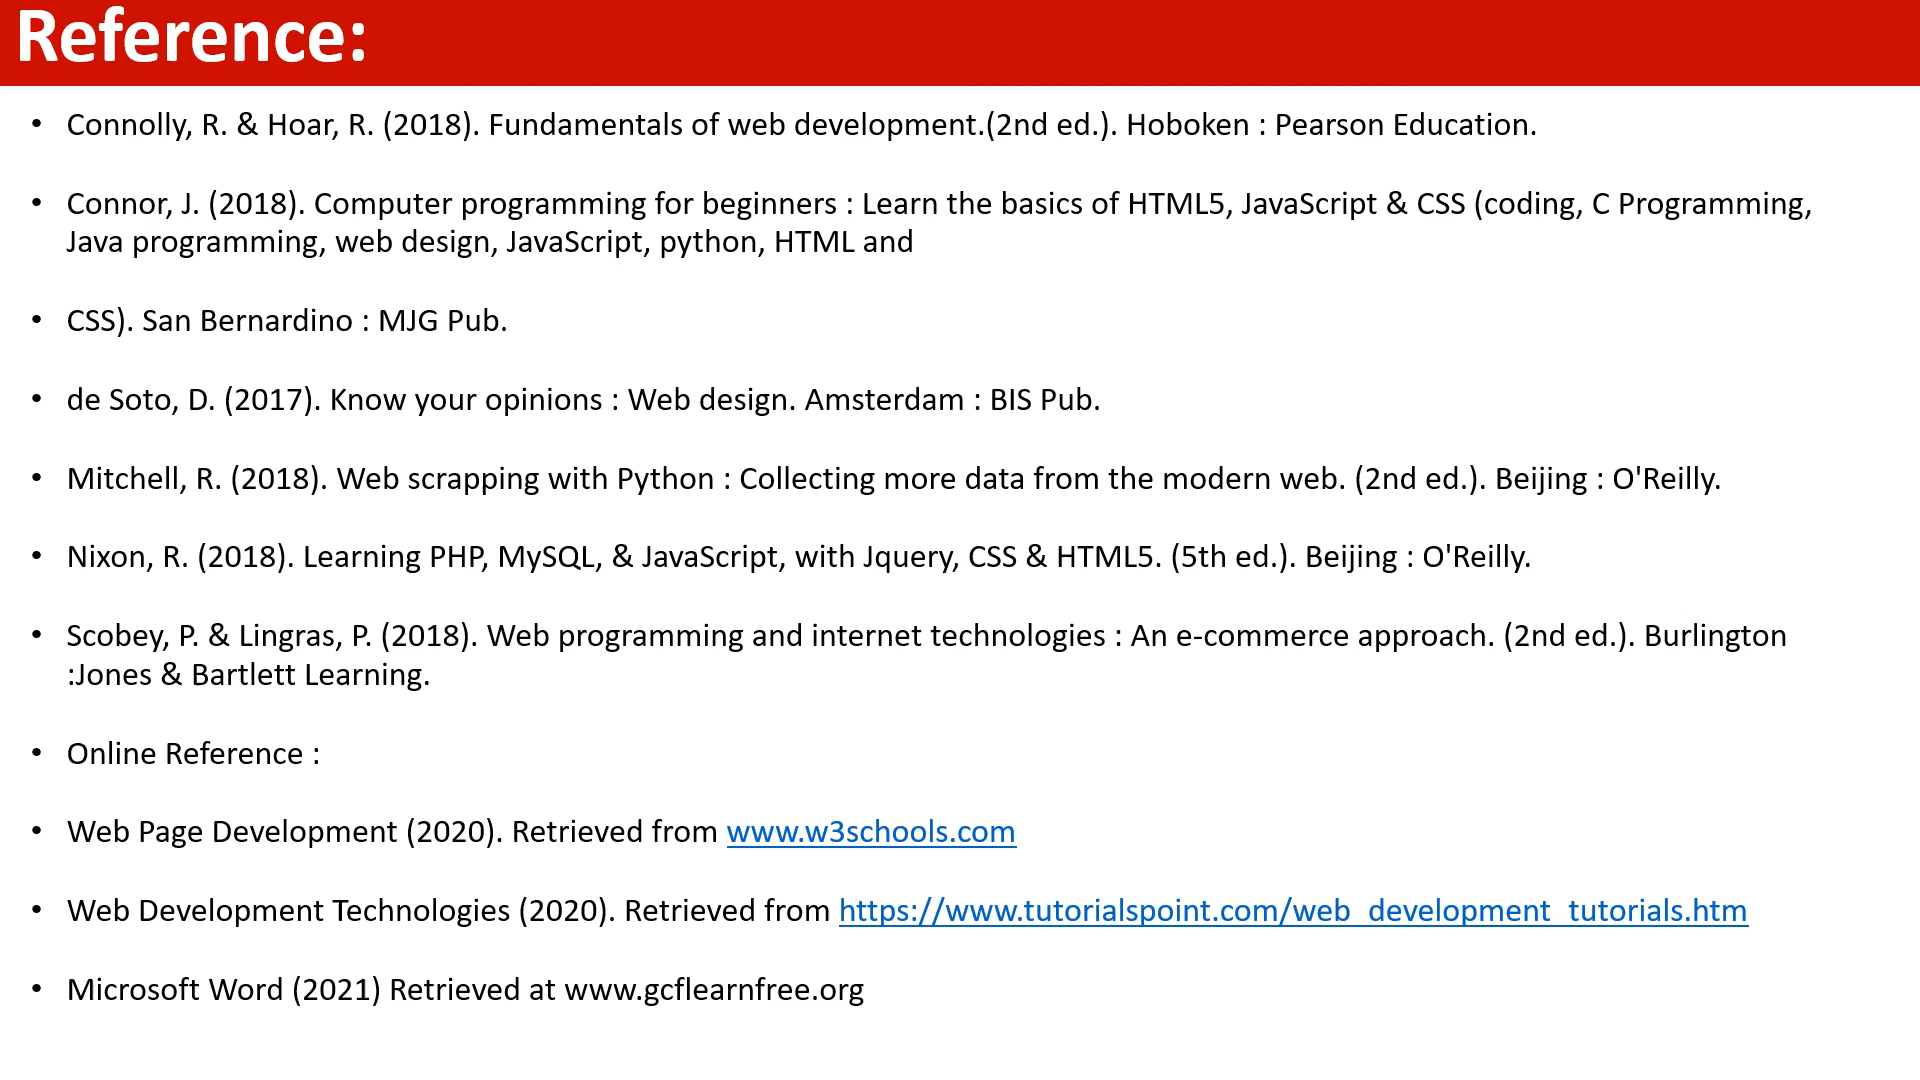 Reference:
• Connolly, R. & Hoar, R. (2018). Fundamentals of web development.(2nd ed.). Hoboken : Pearson Education.
• Connor, J. (2018). Computer programming for beginners : Learn the basics of HTML5, JavaScript & CSS (coding, C Programming,
Java programming, web design, JavaScript, python, HTML and
• CSS). San Bernardino : MJG Pub.
• de Soto, D. (2017). Know your opinions : Web design. Amsterdam : BIS Pub.
• Mitchell, R. (2018). Web scrapping with Python : Collecting more data from the modern web. (2nd ed.). Beijing : O'Reilly.
• Nixon, R. (2018). Learning PHP, MySQL, & JavaScript, with Jquery, CSS & HTML5. (5th ed.). Beijing : O'Reilly.
• Scobey, P. & Lingras, P. (2018). Web programming and internet technologies : An e-commerce approach. (2nd ed.). Burlington
:Jones & Bartlett Learning.
• Online Reference :
• Web Page Development (2020). Retrieved from www.w3schools.com
• Web Development Technologies (2020). Retrieved from https://www.tutorialspoint.com/web_development_tutorials.htm
• Microsoft Word (2021) Retrieved at www.gcflearnfree.org